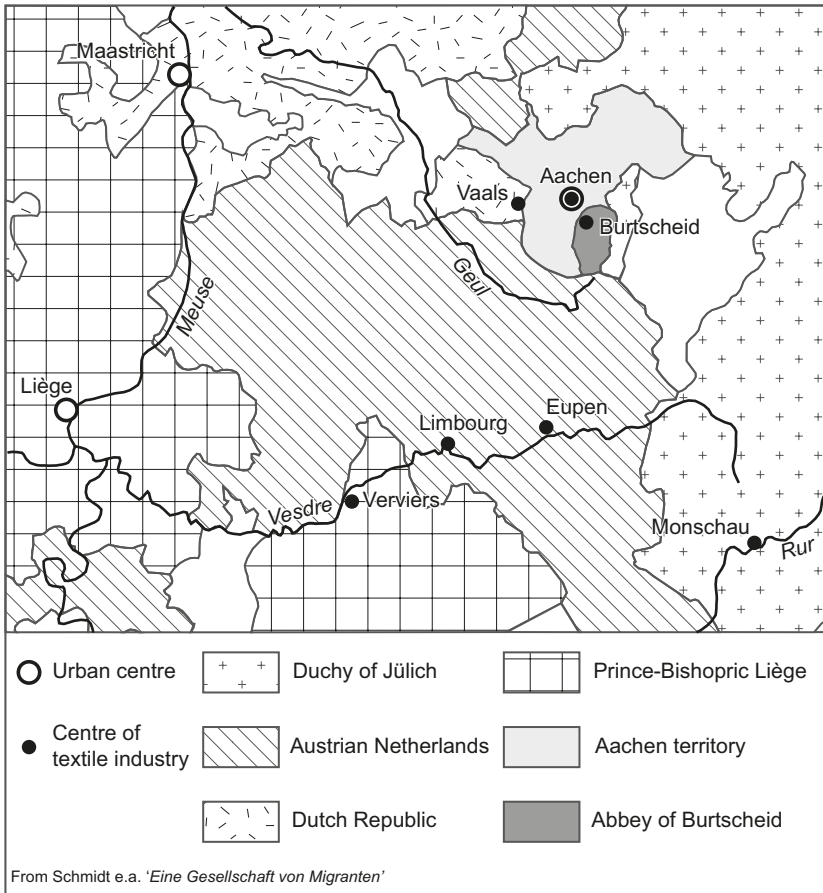 Maastricht
Aachen
Vaals
Burtscheid
Geul
Meuse
Liège
Limbourg
Eupen
Vesdre
Verviers
Monschau
Rur
Urban centre
Duchy of Jülich
Prince-Bishopric Liège
Centre of
textile industry
Austrian Netherlands
Aachen territory
Dutch Republic
Abbey of Burtscheid
From Schmidt e.a. 'Eine Gesellschaft von Migranten'